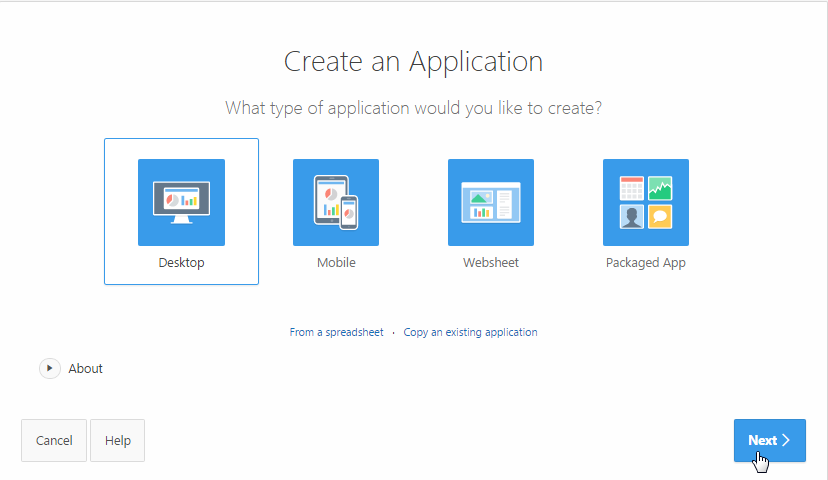 Create an Application
What type of application would you like to create?
Desktop Mobile Websheet Packaged App
From a spreadsheet · Copy an existing application
About
Cancel Help Next